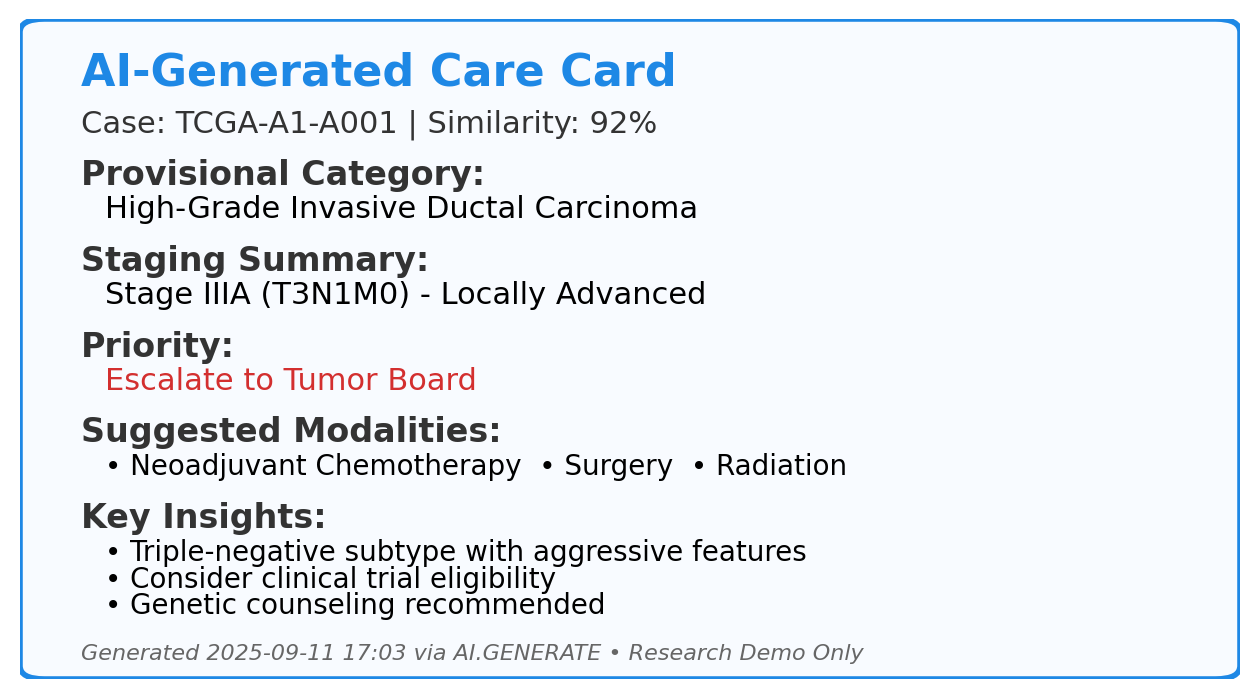 AI-Generated Care Card
Case: TCGA-A1-A001 | Similarity: 92%
Provisional Category:
High-Grade Invasive Ductal Carcinoma
Staging Summary:
Stage IIIA (T3N1M0) - Locally Advanced
Priority:
Escalate to Tumor Board
Suggested Modalities:
• Neoadjuvant Chemotherapy • Surgery • Radiation
Key Insights:
• Triple-negative subtype with aggressive features
• Consider clinical trial eligibility
• Genetic counseling recommended
Generated 2025-09-11 17:03 via AI.GENERATE • Research Demo Only